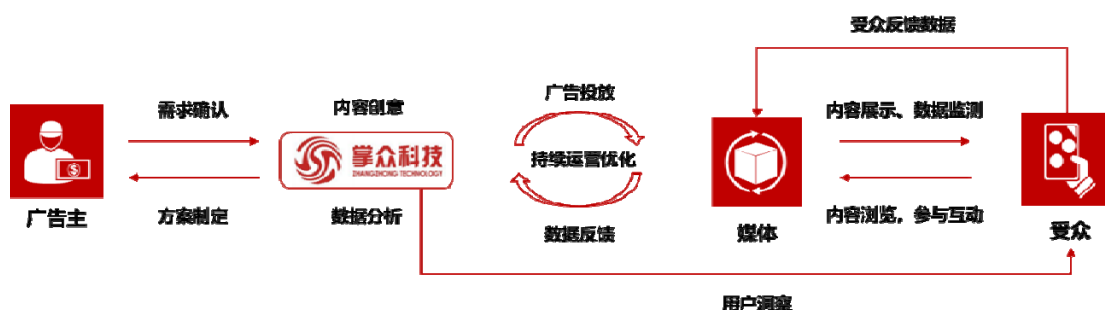 受众反馈数据
需求确认
内容创意
广告投放
内容展示、数据监测
掌众科技
ZHANGZHONG TECHNOLOGY
持续运营优化
广告主
方案制定
数据分析
数据反馈
媒体
内容浏览，参与互动
受众
用户洞察